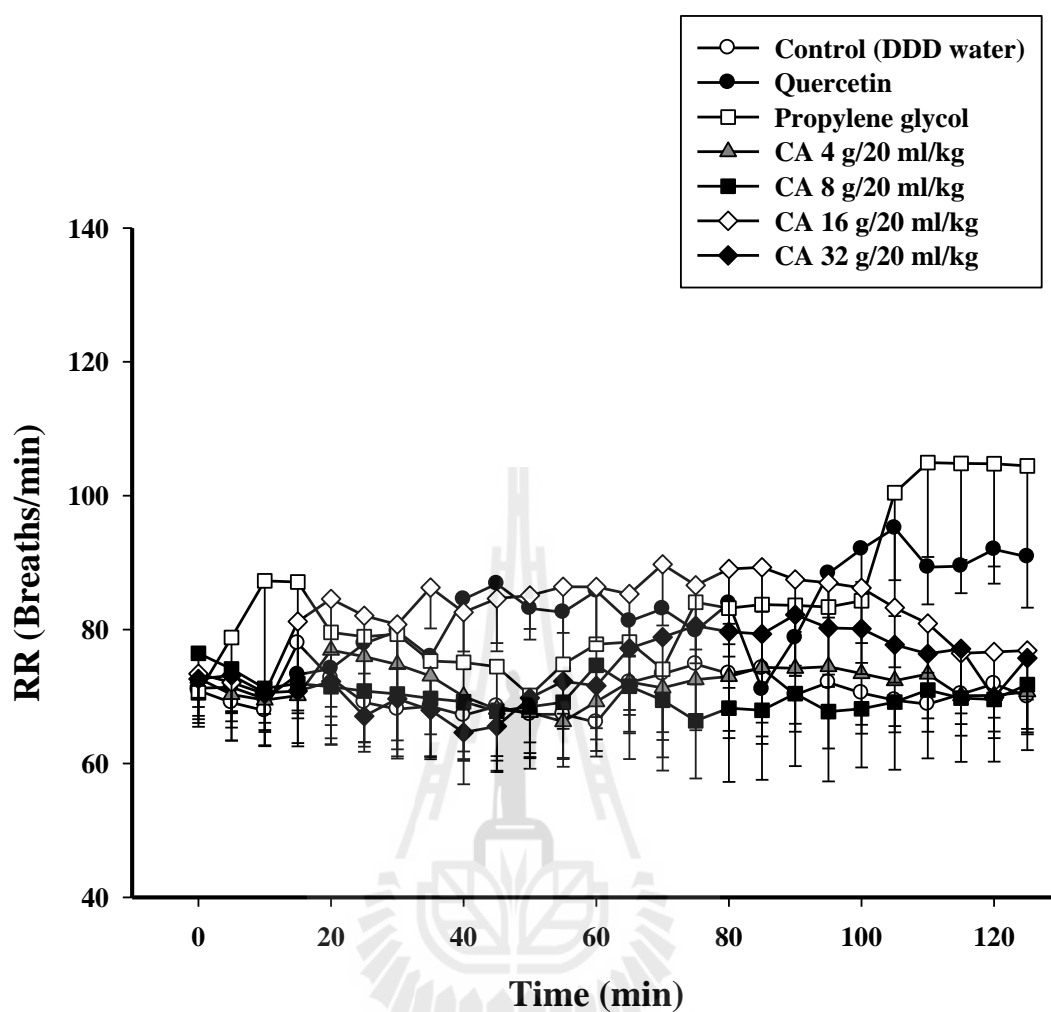 Control (DDD water)
Quercetin
Propylene glycol
CA 4 g/20 ml/kg
CA 8 g/20 ml/kg
CA 16 g/20 ml/kg
CA 32 g/20 ml/kg
140
120
100
80
60
40
RR (Breaths/min)
0 20 40 60 80 100 120
Time (min)